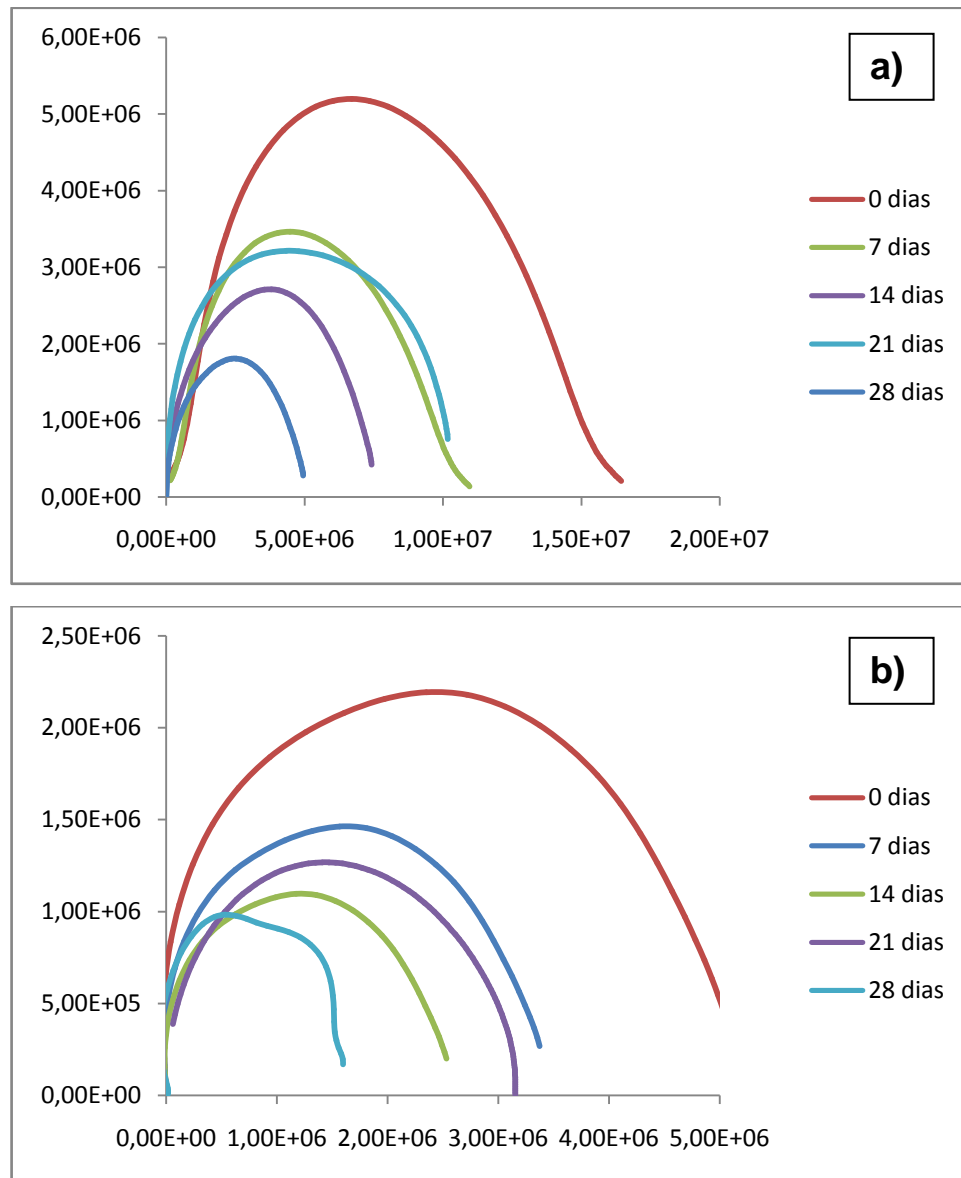 a)
6,00E+06
5,00E+06
4,00E+06
3,00E+06
2,00E+06
1,00E+06
0,00E+00
0,00E+00 5,00E+06 1,00E+07 1,50E+07 2,00E+07
0 dias
7 dias
14 dias
21 dias
28 dias
b)
2,50E+06
2,00E+06
1,50E+06
1,00E+06
5,00E+05
0,00E+00
0,00E+00 1,00E+06 2,00E+06 3,00E+06 4,00E+06 5,00E+06
0 dias
7 dias
14 dias
21 dias
28 dias